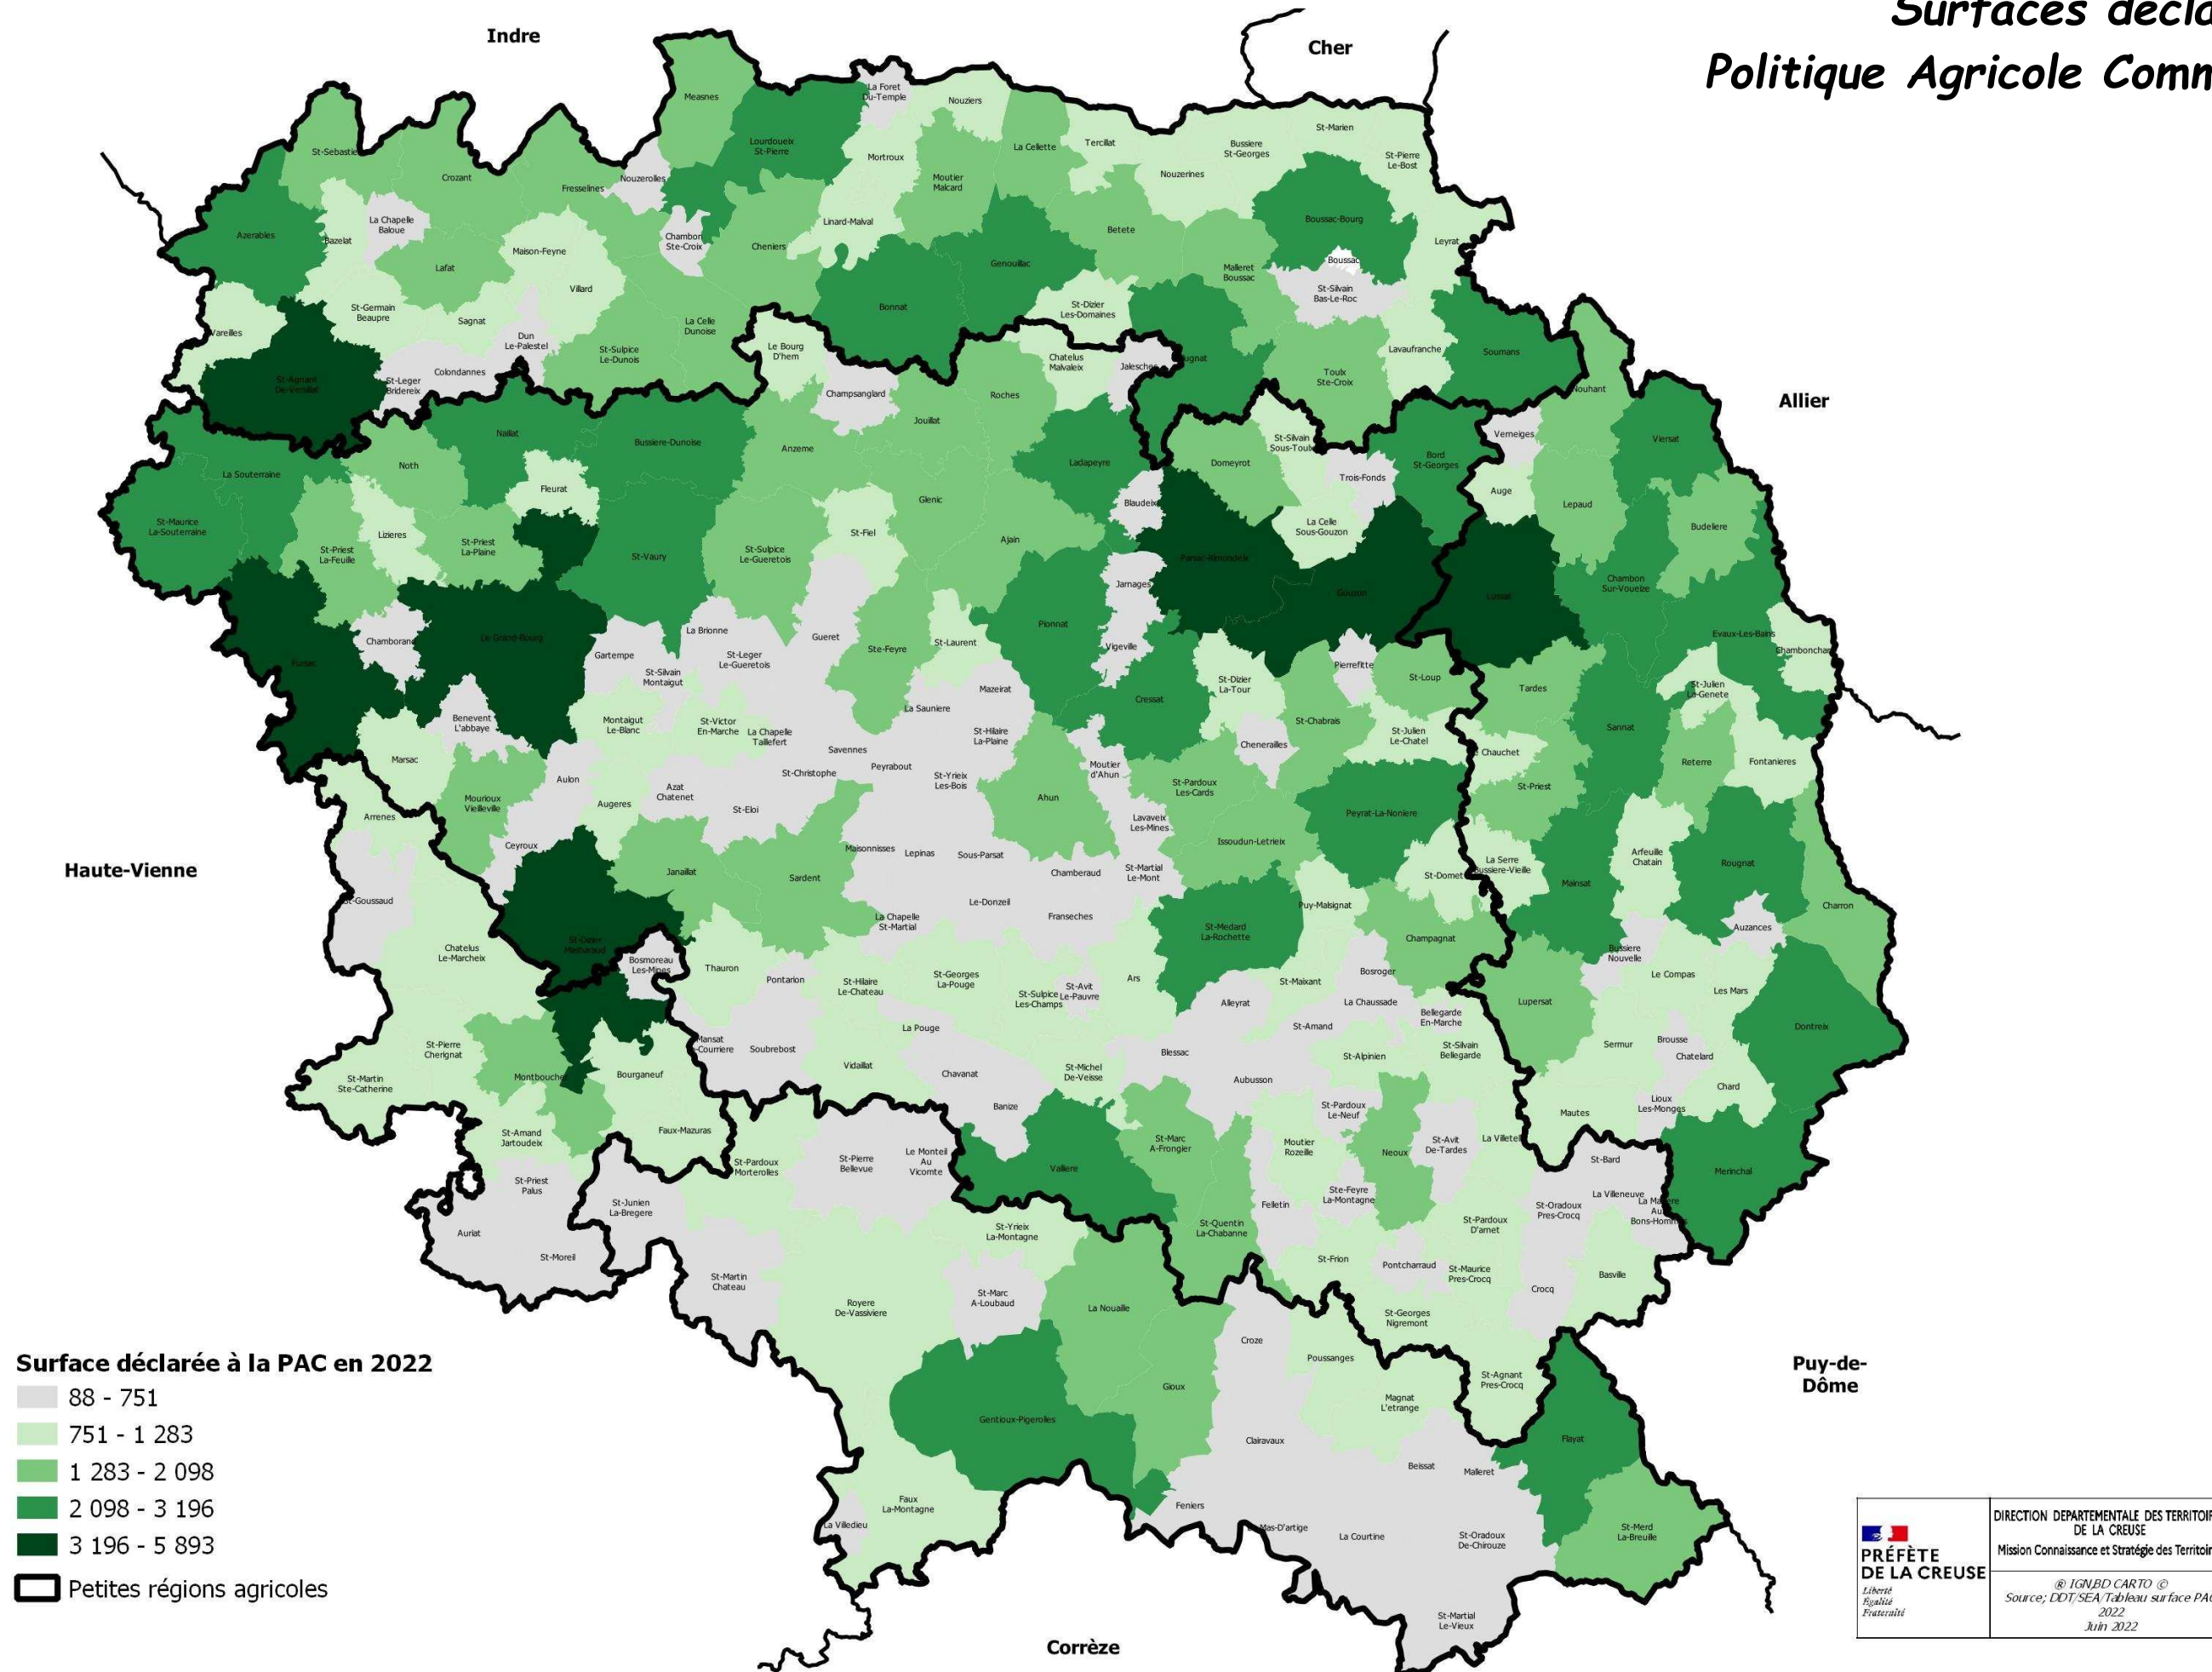 Surfaces décla
Politique Agricole Comm
Indre
Cher
Allier
Haute-Vienne
Puy-de-
Dôme
Corrèze
Measnes
La Foret
Du-Temple
Nouziers
Lourdoueix
St-Pierre
Mortroux
La Cellette
Tercillat
Bussiere
St-Georges
St-Marien
St-Pierre
Le-Bost
St-Sebastie
Crozant
Fresselines
Nouzerolles
Moutier
Malcard
Nouzerines
Azerables
La Chapelle
Baloue
Bazelat
Lafat
Maison-Feyne
Villard
Chambon
Ste-Croix
Cheniers
Linard-Malval
Genouillac
Betete
Malleret
Boussac
Boussac-Bourg
Boussac
Leyrat
St-Silvain
Bas-Le-Roc
Vareilles
St-Germain
Beaupre
Sagnat
Dun
Le-Palestel
St-Sulpice
Le-Dunois
La Celle
Dunoise
Bonnat
St-Dizier
Les-Domaines
Le Bourg
D'hem
Chatelus
Malvaleix
Jalesches
ugnat
Toulx
Ste-Croix
Lavaufranche
Soumans
Nouhant
St-Agnant
De-Versillat
St-Leger
Bridereix
Colondannes
Champsanglard
Roches
Jouillat
Naillat
Bussiere-Dunoise
Anzeme
Ladapeyre
Domeyrot
St-Silvain
Sous-Toulx
Trois-Fonds
Bord
St-Georges
Verneiges
Viersat
La Souterraine
Noth
Fleurat
Glenic
Blaudeix
Auge
Lepaud
Budeliere
St-Maurice
La-Souterraine
St-Priest
La-Feuille
Lizieres
St-Priest
La-Plaine
St-Vaury
St-Sulpice
Le-Gueretois
St-Fiel
Ajain
Parsac-Rimondeix
La Celle
Sous-Gouzon
Gouzon
Lussat
Chambon
Sur-Voueize
Jarnages
Fursac
Chamborand
Le Grand-Bourg
Gartempe
La Brionne
St-Silvain
Montaigut
St-Leger
Le-Gueretois
Gueret
Ste-Feyre
St-Laurent
Pionnat
Vigeville
Evaux-Les-Bains
Chambonchard
Pierrefitte
St-Loup
St-Dizier
La-Tour
Cressat
Tardes
St-Julien
La-Genete
Benevent
L'abbaye
Montaigut
Le-Blanc
St-Victor
En-Marche
La Chapelle
Taillefert
Savennes
La Sauniere
Mazeirat
St-Hilaire
La-Plaine
St-Chabrais
Chenerailles
St-Julien
Le-Chatel
Chauchet
Sannat
Reterre
Fontanieres
Marsac
Aulon
Azat
Chatenet
St-Christophe
Peyrabout
St-Yrieix
Les-Bois
Moutier
d'Ahun
St-Pardoux
Les-Cards
St-Priest
Arrenes
Mourioux
Vieilleville
Augeres
St-Eloi
Ahun
Lavaveix
Les-Mines
Peyrat-La-Noniere
Issoudun-Letrieix
Ceyroux
Janaillat
Sardent
Maisonnisses
Lepinas
Sous-Parsat
Chamberaud
St-Martial
Le-Mont
St-Domet
La Serre
Bussiere-Vieille
Mainsat
Arfeuille
Chatain
Rougnat
Charron
St-Goussaud
Le-Donzeil
Franseches
La Chapelle
St-Martial
St-Medard
La-Rochette
Puy-Malsignat
Champagnat
Auzances
Bussiere
Nouvelle
Chatelus
Le-Marcheix
St-Dizier
Masbaraud
Bosmoreau
Les-Mines
Thauron
Pontarion
St-Hilaire
Le-Chateau
St-Georges
La-Pouge
St-Sulpice
Les-Champs
St-Avit
Le-Pauvre
Ars
Alleyrat
St-Maixant
Bosroger
La Chaussade
Bellegarde
En-Marche
Lupersat
Le Compas
Les Mars
Dontreix
St-Amand
St-Silvain
Bellegarde
St-Alpinien
Sermur
Brousse
Chatelard
Chard
St-Pierre
Cherignat
St-Martin
Ste-Catherine
Montboucher
Bourganeuf
Mansat
-Courriere
Soubrebost
Vidaillat
La Pouge
Chavanat
St-Michel
De-Veisse
Blessac
Aubusson
St-Pardoux
Le-Neuf
Mautes
Lioux
Les-Monges
Banize
Faux-Mazuras
St-Amand
Jartoudeix
St-Pardoux
Morterolles
St-Pierre
Bellevue
Le Monteil
Au
Vicomte
Valliere
St-Marc
A-Frongier
Moutier
Rozeille
Neoux
St-Avit
De-Tardes
La Villetel
St-Bard
Merinchal
St-Priest
Palus
St-Junien
La-Bregere
Felletin
Ste-Feyre
La-Montagne
St-Oradoux
Pres-Crocq
La Villeneuve
Auriat
St-Moreil
St-Yrieix
La-Montagne
St-Quentin
La-Chabanne
St-Pardoux
D'arnet
St-Frion
Pontcharraud
St-Maurice
Pres-Crocq
Crocq
Basville
St-Martin
Chateau
Royere
De-Vassiviere
St-Marc
A-Loubaud
La Nouaille
St-Georges
Nigremont
Croze
Poussanges
St-Agnant
Pres-Crocq
Gioux
Magnat
L'etrange
Gentioux-Pigerolles
Clairavaux
Beissat
Malleret
Flayat
Faux
La-Montagne
La Villedieu
Feniers
Mas-D'artige
La Courtine
St-Oradoux
De-Chirouze
St-Merd
La-Breuille
St-Martial
Le-Vieux
Surface déclarée à la PAC en 2022
88 - 751
751 - 1 283
1 283 - 2 098
2 098 - 3 196
3 196 - 5 893
Petites régions agricoles
PRÉFÈTE
DE LA CREUSE
Liberté
Égalité
Fraternité
DIRECTION DEPARTEMENTALE DES TERRITOIR
DE LA CREUSE
Mission Connaissance et Stratégie des Territoir
® IGN,BD CARTO ©
Source; DDT/SEA/Tableau surface PAC
2022
Juin 2022